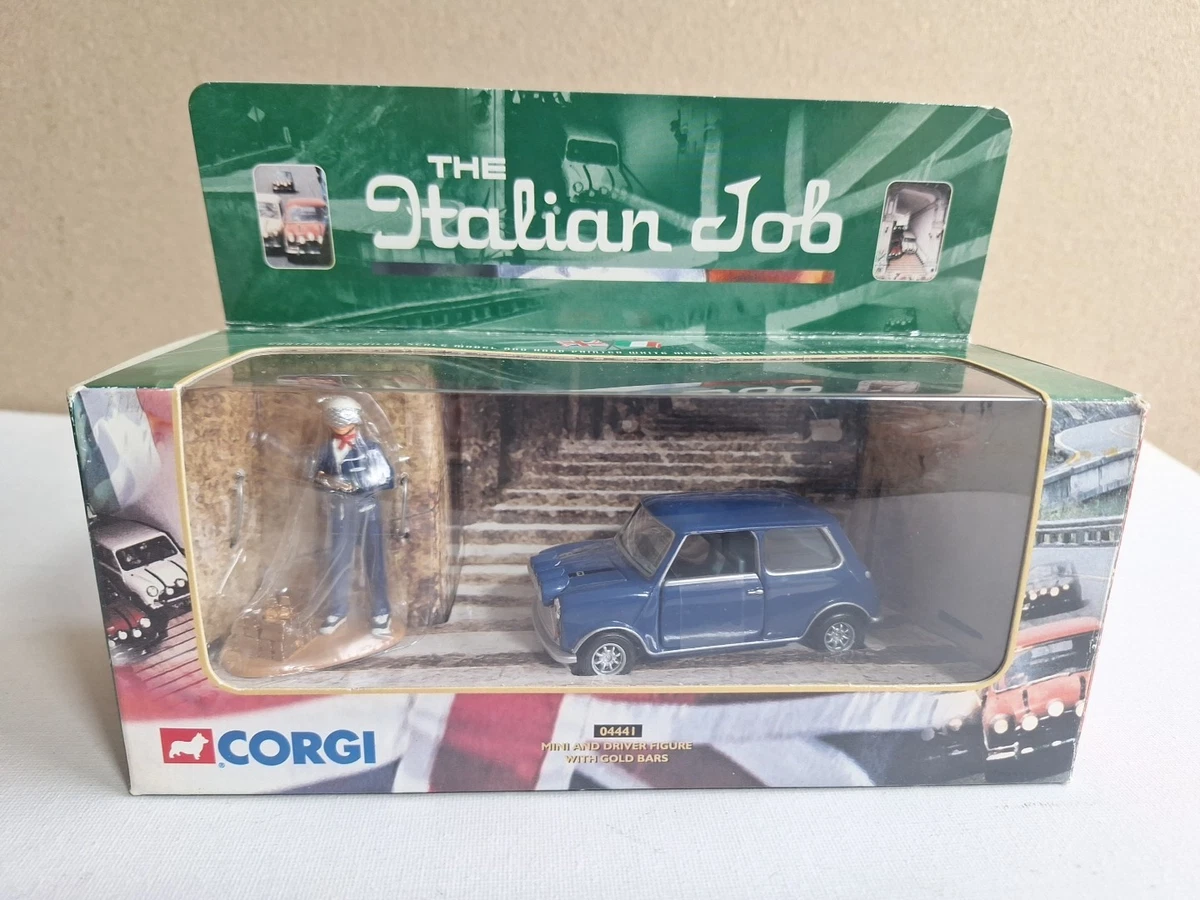 THE
Italian Job
CORGI
04441
MINI AND DRIVER FIGURE
WITH GOLD BARS